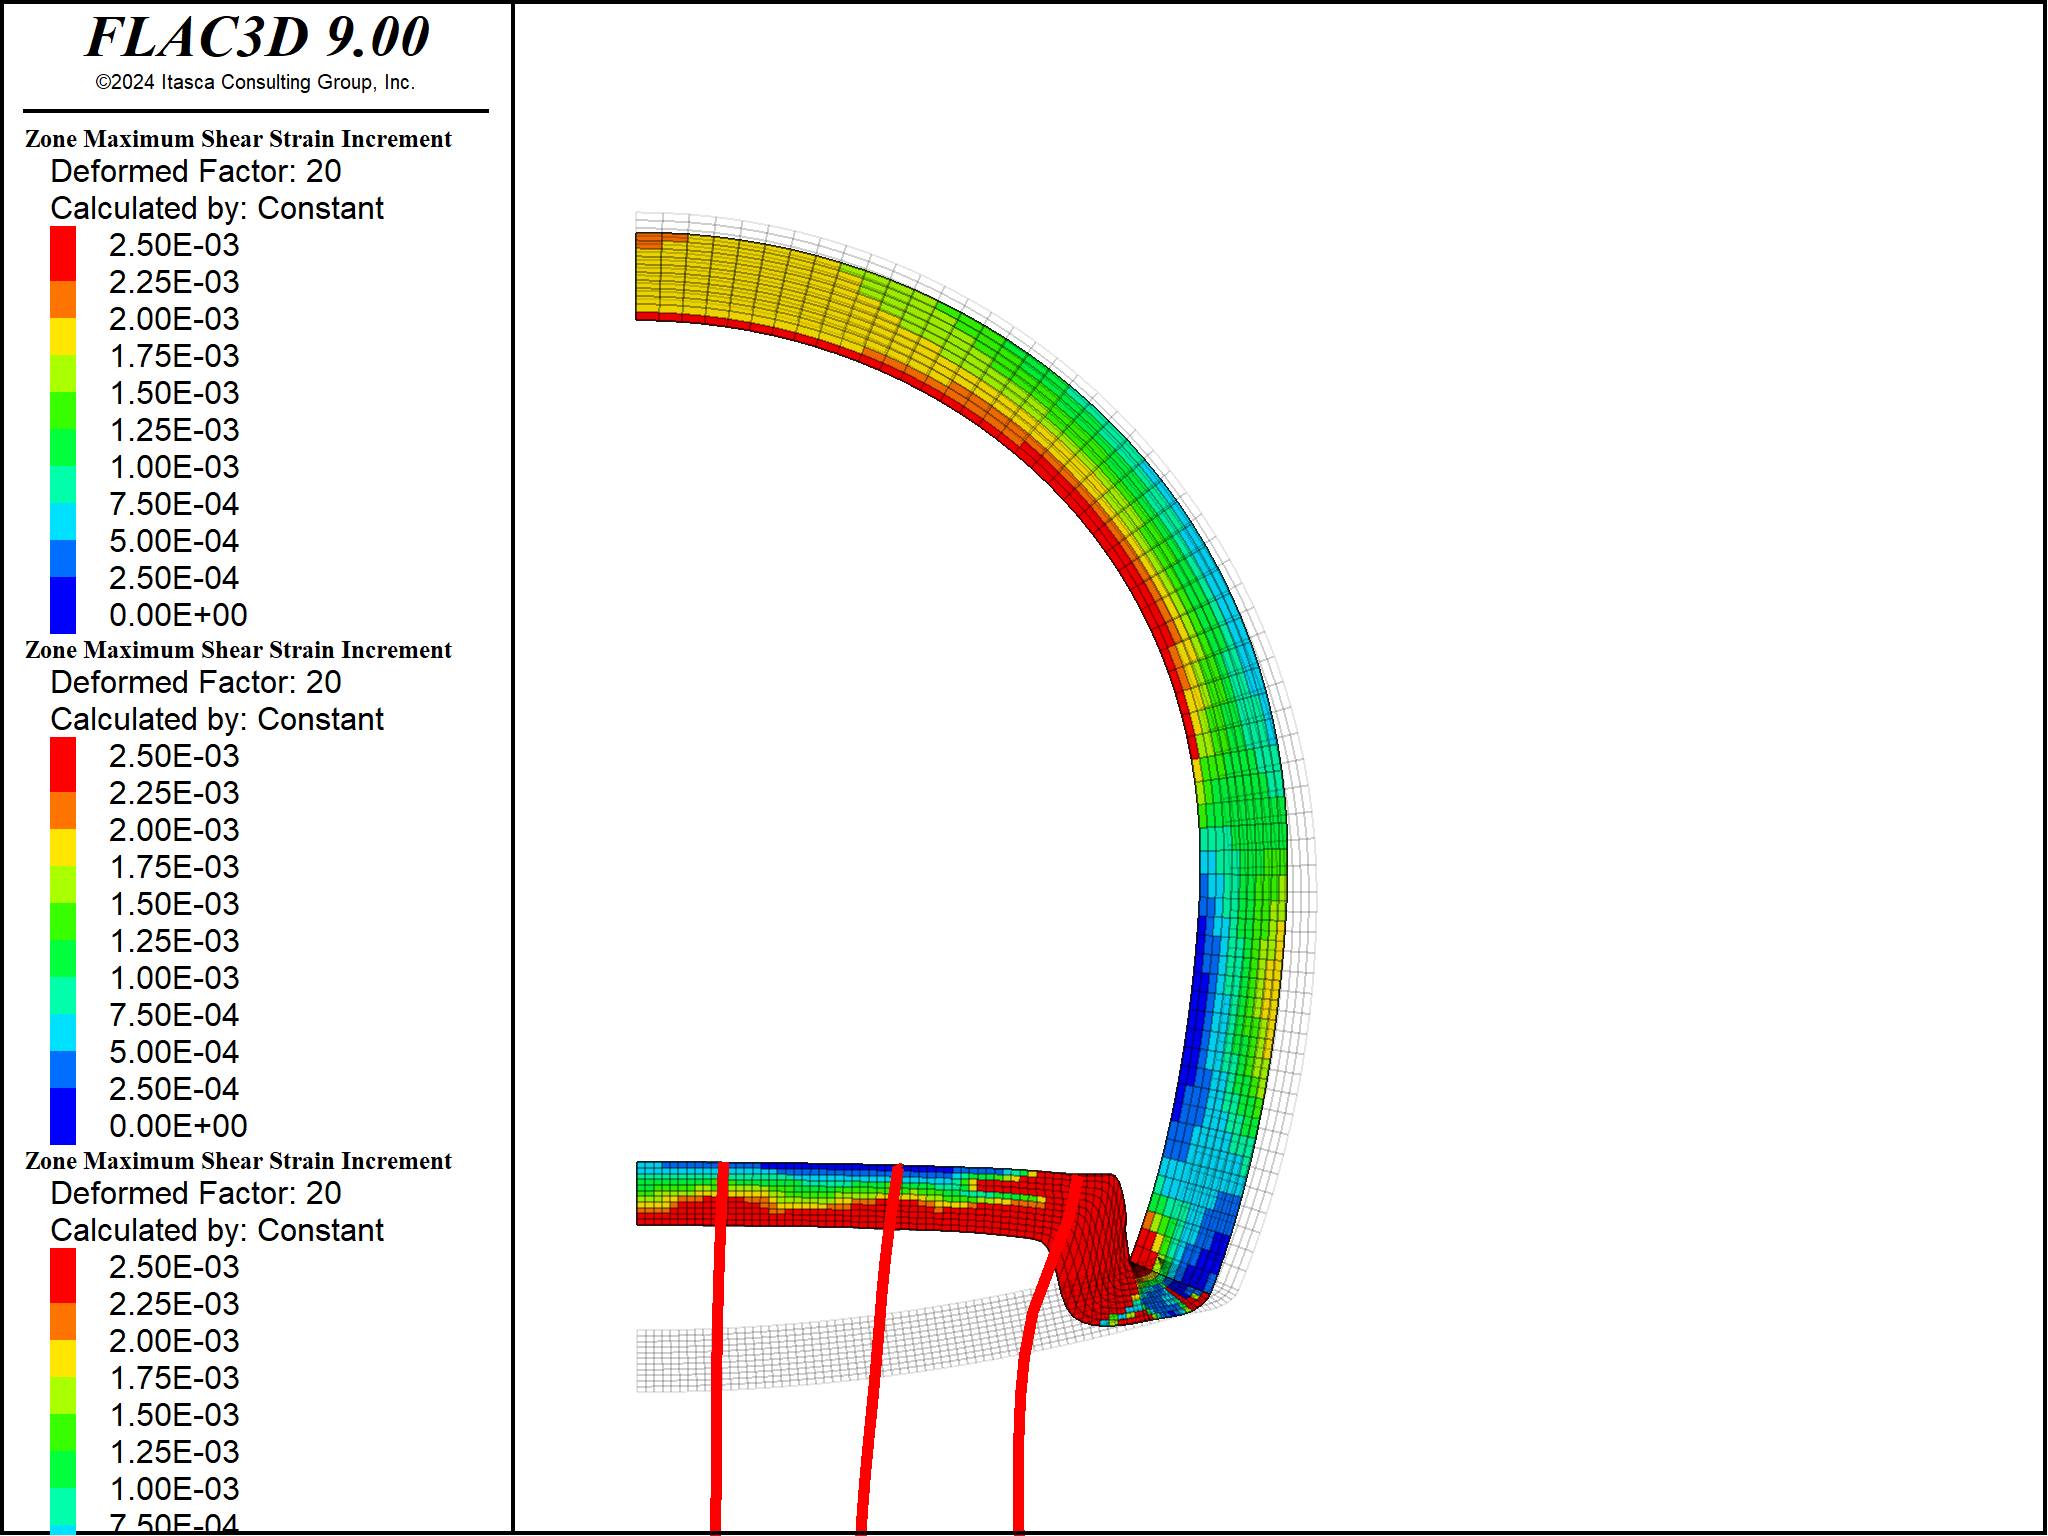 FLAC3D 9.00
©2024 Itasca Consulting Group, Inc.
Zone Maximum Shear Strain Increment
Deformed Factor: 20
Calculated by: Constant
2.50E-03
2.25E-03
2.00E-03
1.75E-03
1.50E-03
1.25E-03
1.00E-03
7.50E-04
5.00E-04
2.50E-04
0.00E+00
Zone Maximum Shear Strain Increment
Deformed Factor: 20
Calculated by: Constant
2.50E-03
2.25E-03
2.00E-03
1.75E-03
1.50E-03
1.25E-03
1.00E-03
7.50E-04
5.00E-04
2.50E-04
0.00E+00
Zone Maximum Shear Strain Increment
Deformed Factor: 20
Calculated by: Constant
2.50E-03
2.25E-03
2.00E-03
1.75E-03
1.50E-03
1.25E-03
1.00E-03
7.50E-04